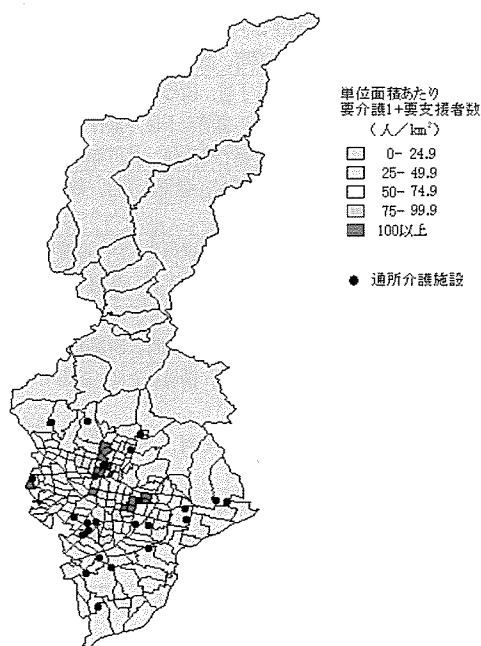 単位面積あたり
要介護1+要支援者数
(人/km²)
0- 24.9
25- 49.9
50- 74.9
75- 99.9
100以上
通所介護施設